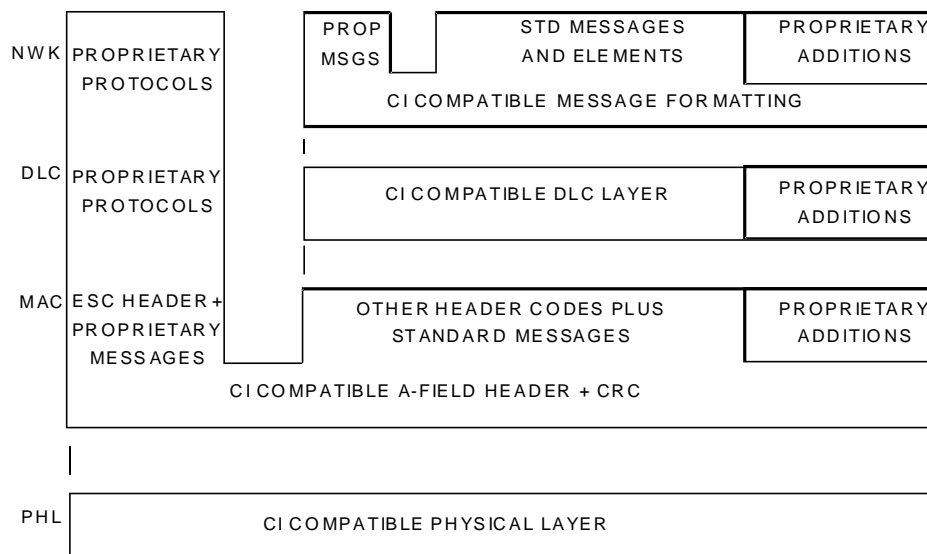 NWK
PROPRIETARY
PROTOCOLS
PROP
MSGS
STD MESSAGES
AND ELEMENTS
PROPRIETARY
ADDITIONS
CI COMPATIBLE MESSAGE FORMATTING
DLC
PROPRIETARY
PROTOCOLS
CI COMPATIBLE DLC LAYER
PROPRIETARY
ADDITIONS
MAC
ESC HEADER +
PROPRIETARY
MESSAGES
OTHER HEADER CODES PLUS
STANDARD MESSAGES
PROPRIETARY
ADDITIONS
CI COMPATIBLE A-FIELD HEADER + CRC
PHL
CI COMPATIBLE PHYSICAL LAYER